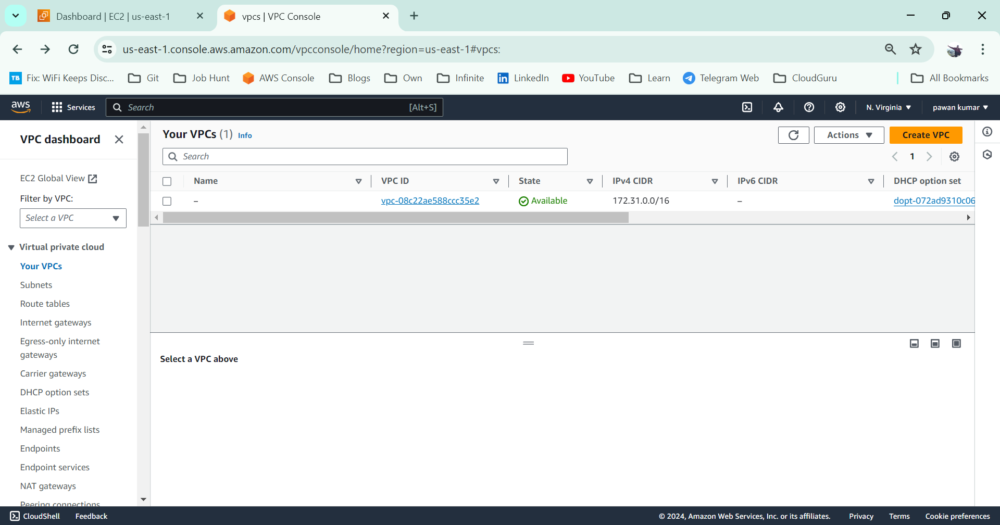 Dashboard | EC2 | us-east-1
vpcs | VPC Console
us-east-1.console.aws.amazon.com/vpcconsole/home?region=us-east-1#vpcs:
TB Fix: WiFi Keeps Disc... Git Job Hunt AWS Console Blogs Own Infinite LinkedIn YouTube Learn Telegram Web CloudGuru All Bookmarks
aws Services Search [Alt+S] N. Virginia pawan kumar
VPC dashboard
EC2 Global View
Filter by VPC:
Select a VPC
Virtual private cloud
Your VPCs
Subnets
Route tables
Internet gateways
Egress-only internet
gateways
Carrier gateways
DHCP option sets
Elastic IPs
Managed prefix lists
Endpoints
Endpoint services
NAT gateways
Peering connections
Your VPCs (1) Info
Actions Create VPC
Search
1
Name VPC ID State IPv4 CIDR IPv6 CIDR DHCP option set
– vpc-08c22ae588ccc35e2 Available 172.31.0.0/16 – dopt-072ad9310c06
Select a VPC above
CloudShell Feedback © 2024, Amazon Web Services, Inc. or its affiliates. Privacy Terms Cookie preferences